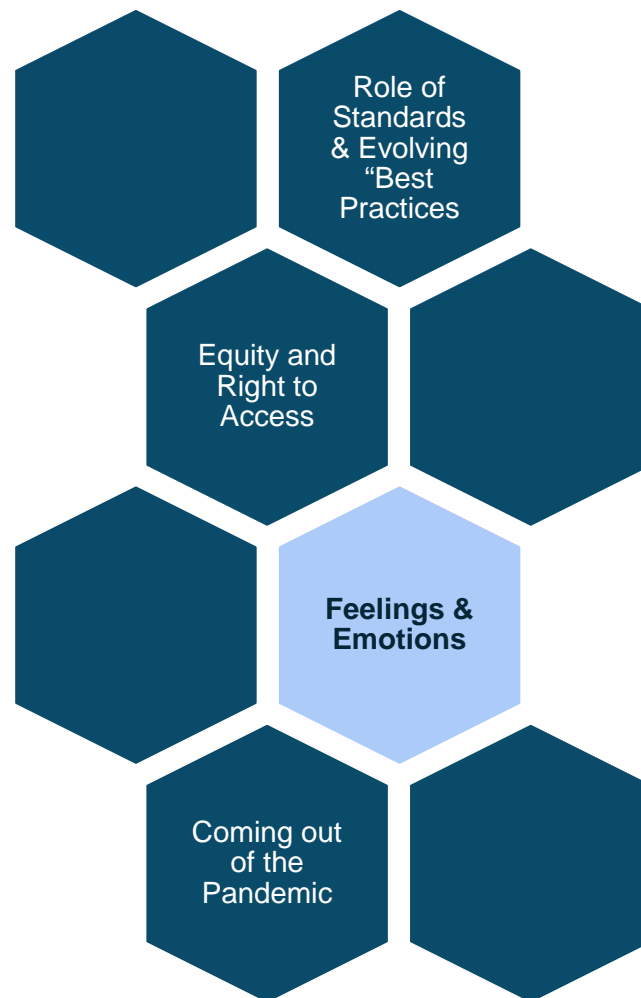 Role of
Standards
& Evolving
“Best
Practices
Equity and
Right to
Access
Feelings &
Emotions
Coming out
of the
Pandemic